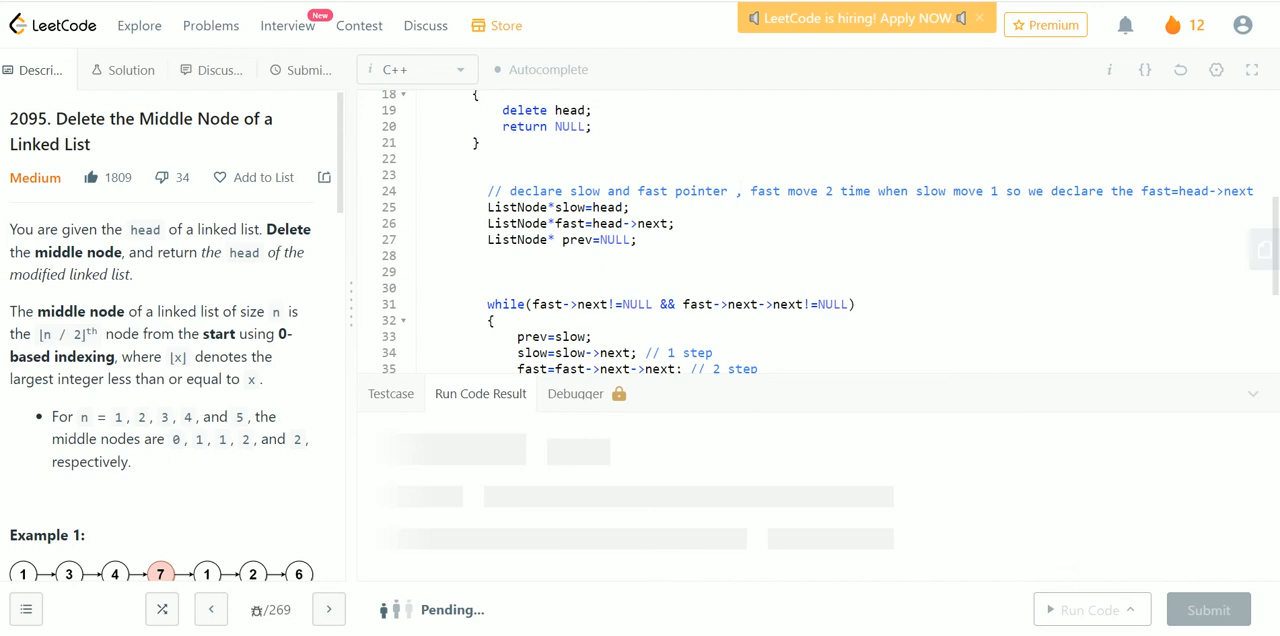 LeetCode Explore Problems Interview New Contest Discuss Store LeetCode is hiring! Apply NOW × Premium 12
Descri... Solution Discus... Submi... i C++ Autocomplete i {}
2095. Delete the Middle Node of a
Linked List
Medium 1809 34 Add to List
You are given the head of a linked list. Delete
the middle node, and return the head of the
modified linked list.
The middle node of a linked list of size n is
the ⌊n / 2⌋th node from the start using 0-
based indexing, where ⌊x⌋ denotes the
largest integer less than or equal to x.
• For n = 1, 2, 3, 4, and 5, the
middle nodes are 0, 1, 1, 2, and 2,
respectively.
Example 1:
1 3 4 7 1 2 6
18 {
19 delete head;
20 return NULL;
21 }
22
23
24 // declare slow and fast pointer , fast move 2 time when slow move 1 so we declare the fast=head->next
25 ListNode*slow=head;
26 ListNode*fast=head->next;
27 ListNode* prev=NULL;
28
29
30
31 while(fast->next!=NULL && fast->next->next!=NULL)
32 {
33 prev=slow;
34 slow=slow->next; // 1 step
35 fast=fast->next->next; // 2 step
Testcase Run Code Result Debugger
/269 Pending... Run Code Submit